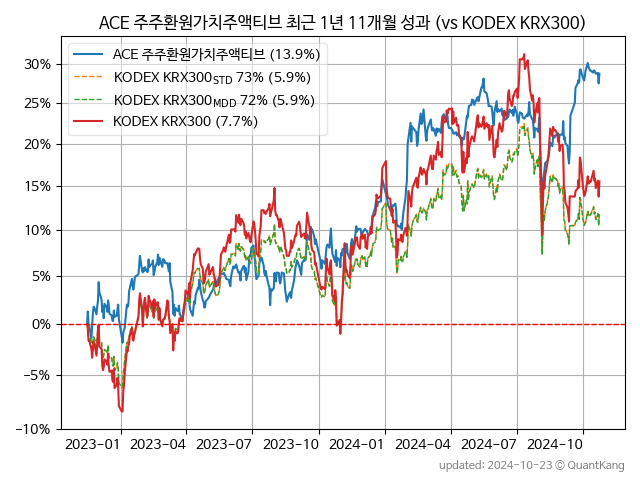 ACE 주주환원가치주액티브 최근 1년 11개월 성과 (vs KODEX KRX300)
ACE 주주환원가치주액티브 (13.9%)
KODEX KRX300STD 73% (5.9%)
KODEX KRX300MDD 72% (5.9%)
KODEX KRX300 (7.7%)
30%
25%
20%
15%
10%
5%
0%
−5%
−10%
2023-01 2023-04 2023-07 2023-10 2024-01 2024-04 2024-07 2024-10
updated: 2024-10-23 © QuantKang